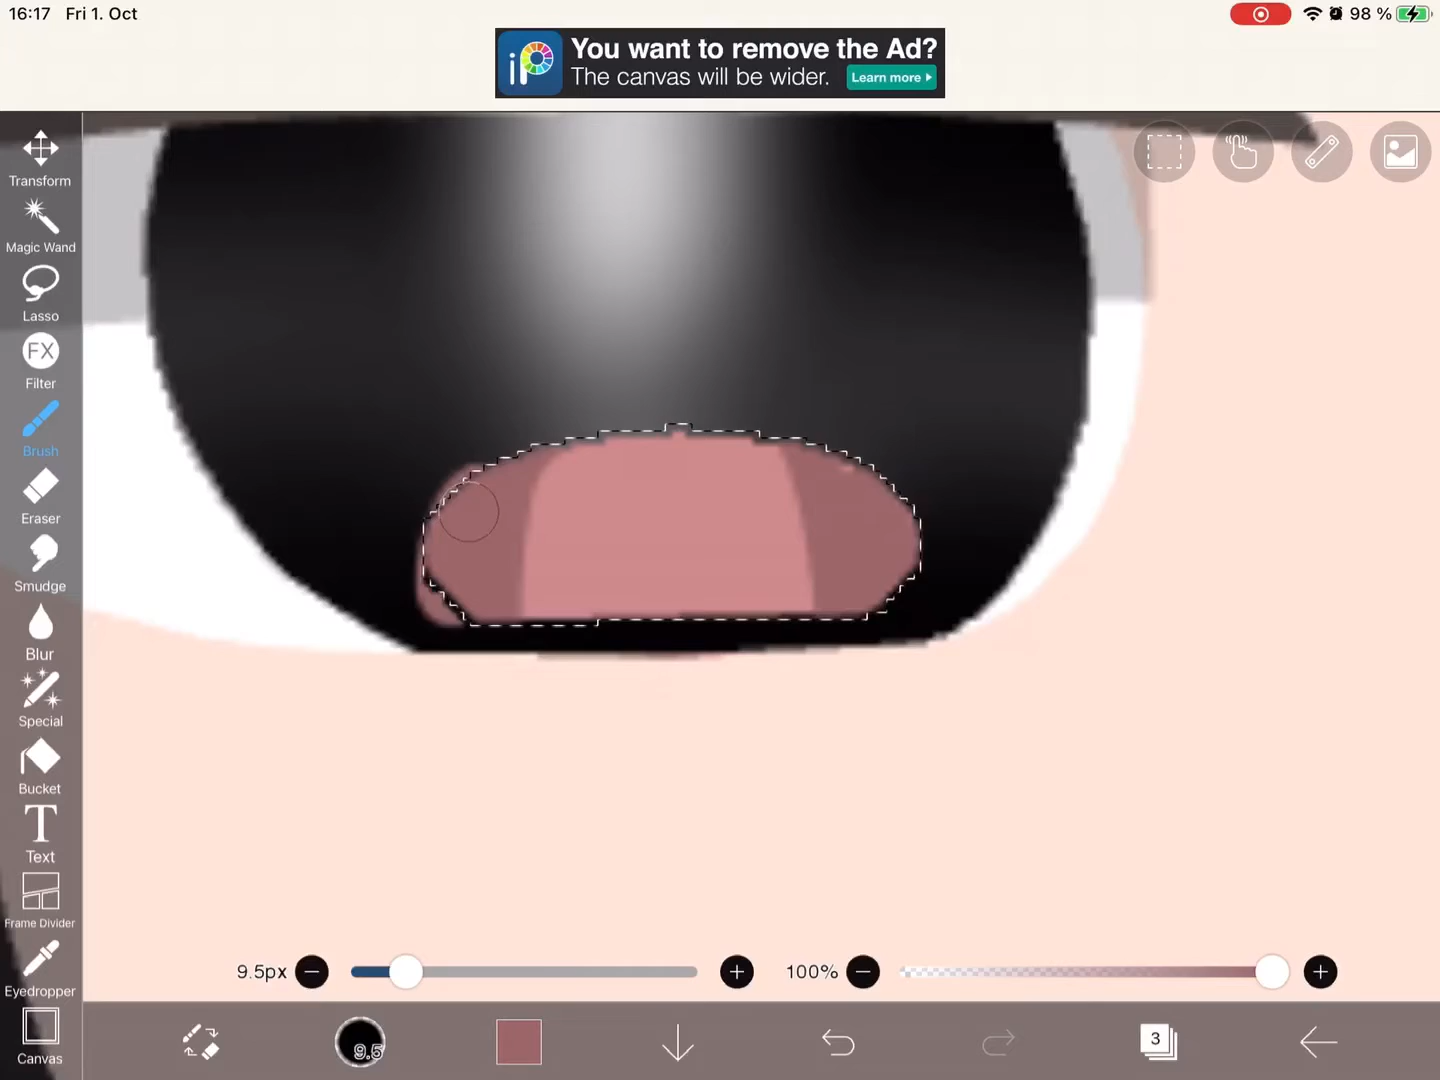 16:17 Fri 1. Oct
98 %
iP
You want to remove the Ad?
The canvas will be wider.
Learn more
Transform
Magic Wand
Lasso
FX
Filter
Brush
Eraser
Smudge
Blur
Special
Bucket
T
Text
Frame Divider
Eyedropper
Canvas
9.5px
100%
9.5
3